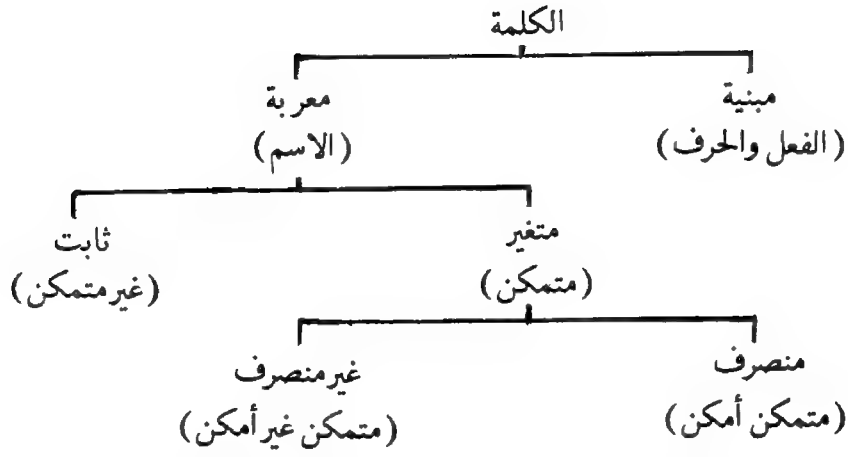 الكلمة
مبنية معربة
(الفعل والحرف) (الاسم)
متغير ثابت
(متمكن) (غير متمكن)
منصرف غير منصرف
(متمكن أمكن) (متمكن غير أمكن)